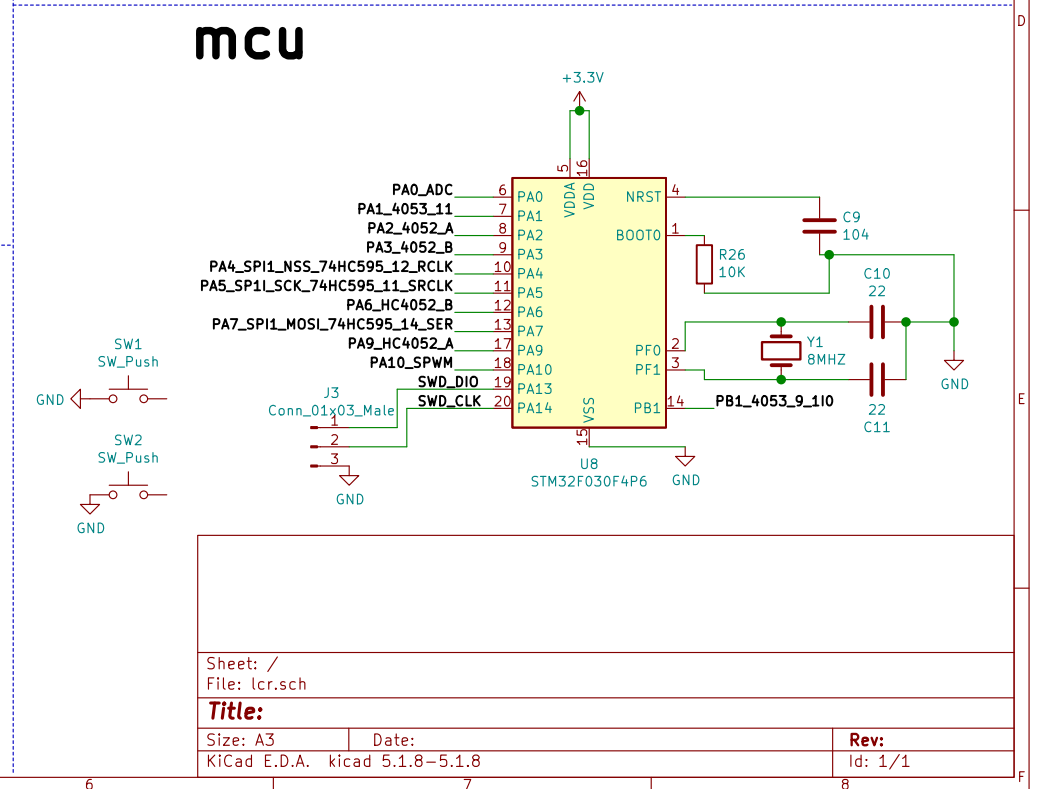 D
mcu
+3.3V
5
16
VDDA
VDD
PA0_ADC 6 PA0
PA1_4053_11 7 PA1
PA2_4052_A 8 PA2
PA3_4052_B 9 PA3
PA4_SPI1_NSS_74HC595_12_RCLK 10 PA4
PA5_SP1I_SCK_74HC595_11_SRCLK 11 PA5
PA6_HC4052_B 12 PA6
PA7_SPI1_MOSI_74HC595_14_SER 13 PA7
PA9_HC4052_A 17 PA9
PA10_SPWM 18 PA10
SWD_DIO 19 PA13
SWD_CLK 20 PA14
NRST 4
BOOT0 1
PF0 2
PF1 3
PB1 14
PB1_4053_9_1I0
VSS
15
U8
STM32F030F4P6
GND
C9
104
R26
10K
C10
22
Y1
8MHZ
22
C11
GND
E
SW1
SW_Push
GND
J3
Conn_01x03_Male
1
2
3
GND
SW2
SW_Push
GND
Sheet: /
File: lcr.sch
Title:
Size: A3 Date: Rev:
KiCad E.D.A. kicad 5.1.8-5.1.8 Id: 1/1
F
6 7 8